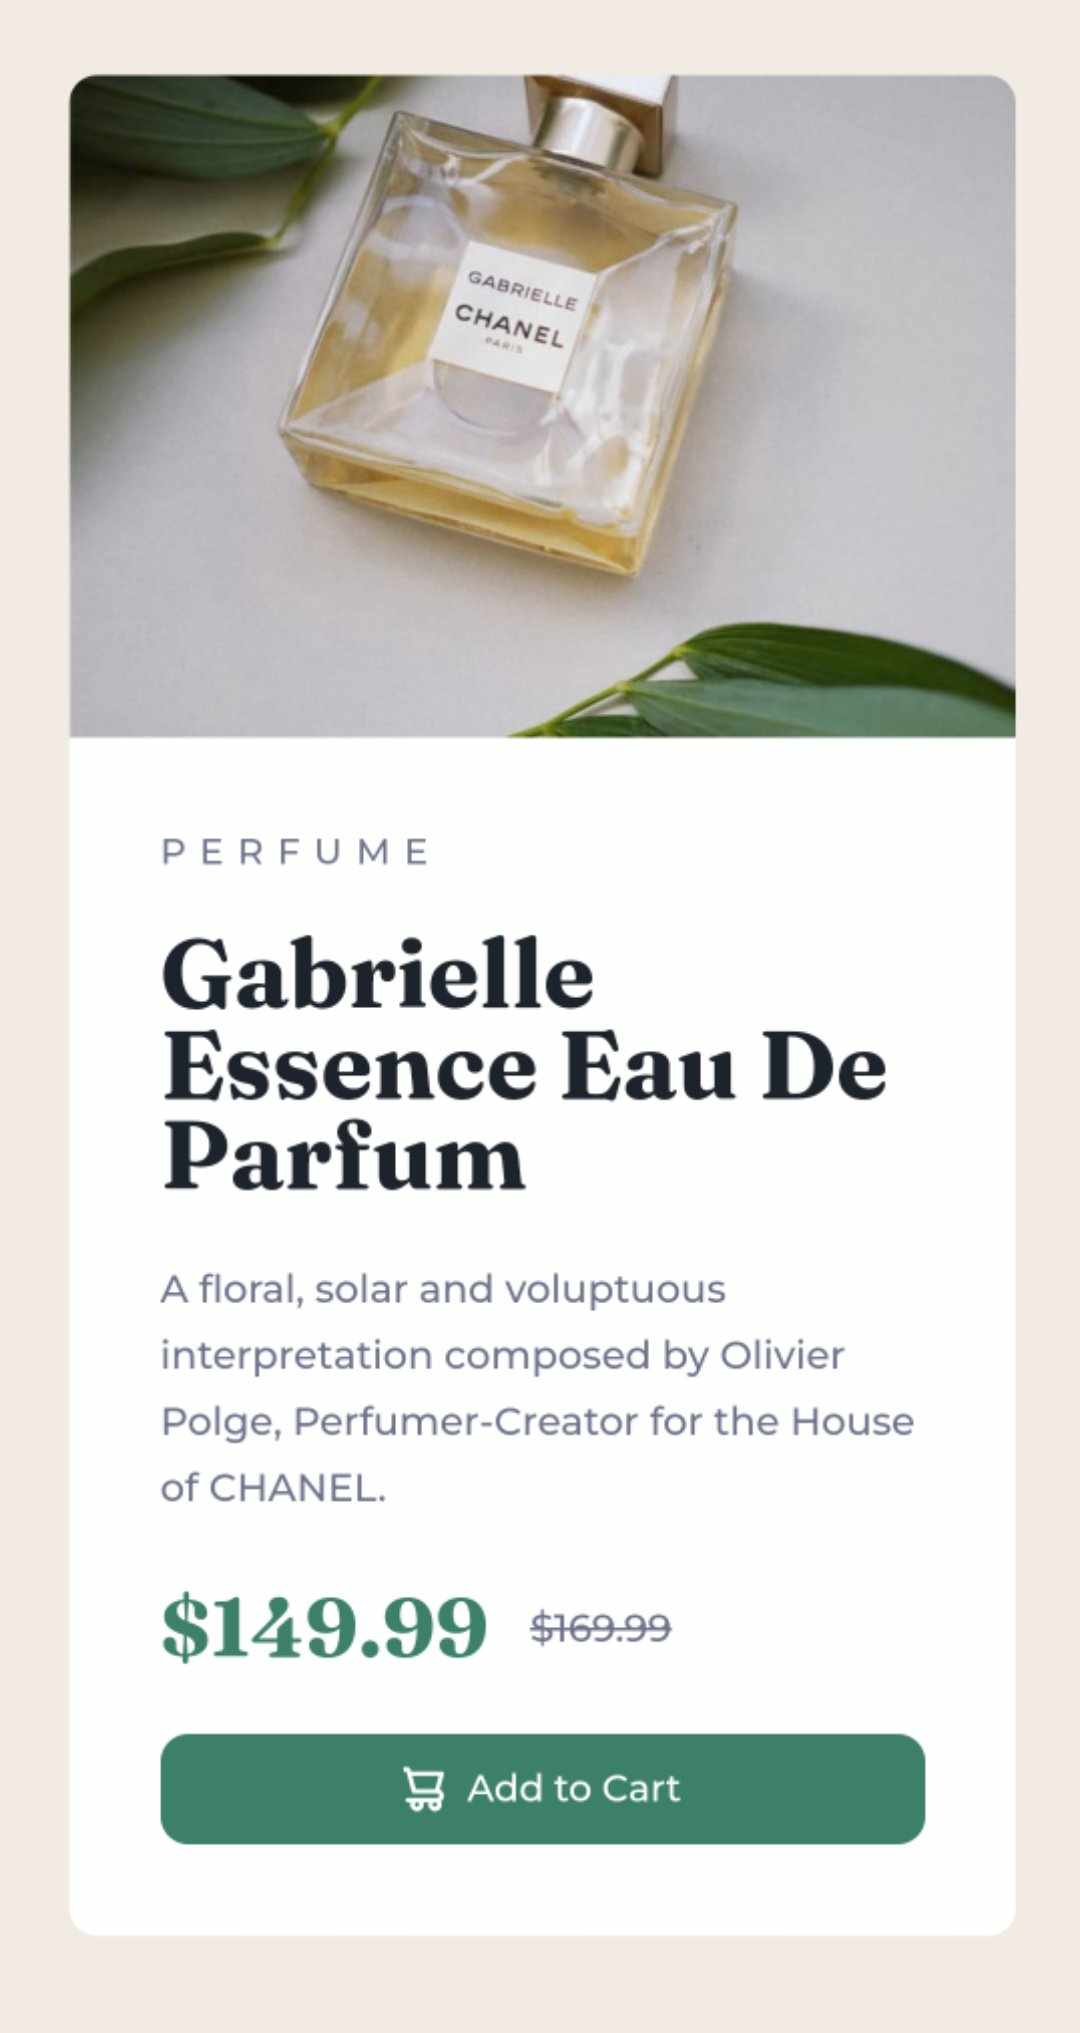 GABRIELLE
CHANEL
PARIS
PERFUME
Gabrielle
Essence Eau De
Parfum
A floral, solar and voluptuous
interpretation composed by Olivier
Polge, Perfumer-Creator for the House
of CHANEL.
$149.99 $169.99
Add to Cart